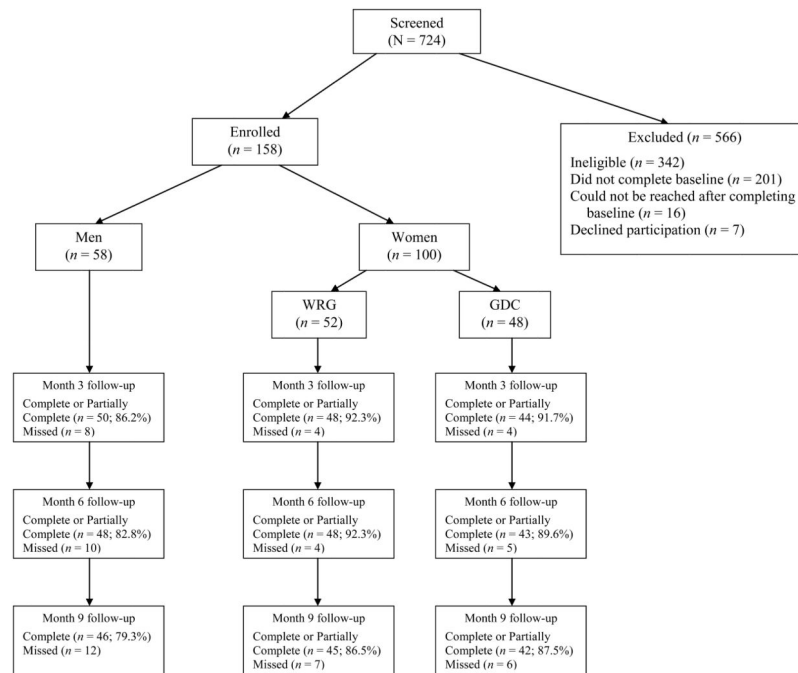 Screened
(N = 724)
Enrolled
(n = 158)
Excluded (n = 566)
Ineligible (n = 342)
Did not complete baseline (n = 201)
Could not be reached after completing
baseline (n = 16)
Declined participation (n = 7)
Men
(n = 58)
Women
(n = 100)
WRG
(n = 52)
GDC
(n = 48)
Month 3 follow-up
Complete or Partially
Complete (n = 50; 86.2%)
Missed (n = 8)
Month 3 follow-up
Complete or Partially
Complete (n = 48; 92.3%)
Missed (n = 4)
Month 3 follow-up
Complete or Partially
Complete (n = 44; 91.7%)
Missed (n = 4)
Month 6 follow-up
Complete or Partially
Complete (n = 48; 82.8%)
Missed (n = 10)
Month 6 follow-up
Complete or Partially
Complete (n = 48; 92.3%)
Missed (n = 4)
Month 6 follow-up
Complete or Partially
Complete (n = 43; 89.6%)
Missed (n = 5)
Month 9 follow-up
Complete (n = 46; 79.3%)
Missed (n = 12)
Month 9 follow-up
Complete or Partially
Complete (n = 45; 86.5%)
Missed (n = 7)
Month 9 follow-up
Complete or Partially
Complete (n = 42; 87.5%)
Missed (n = 6)